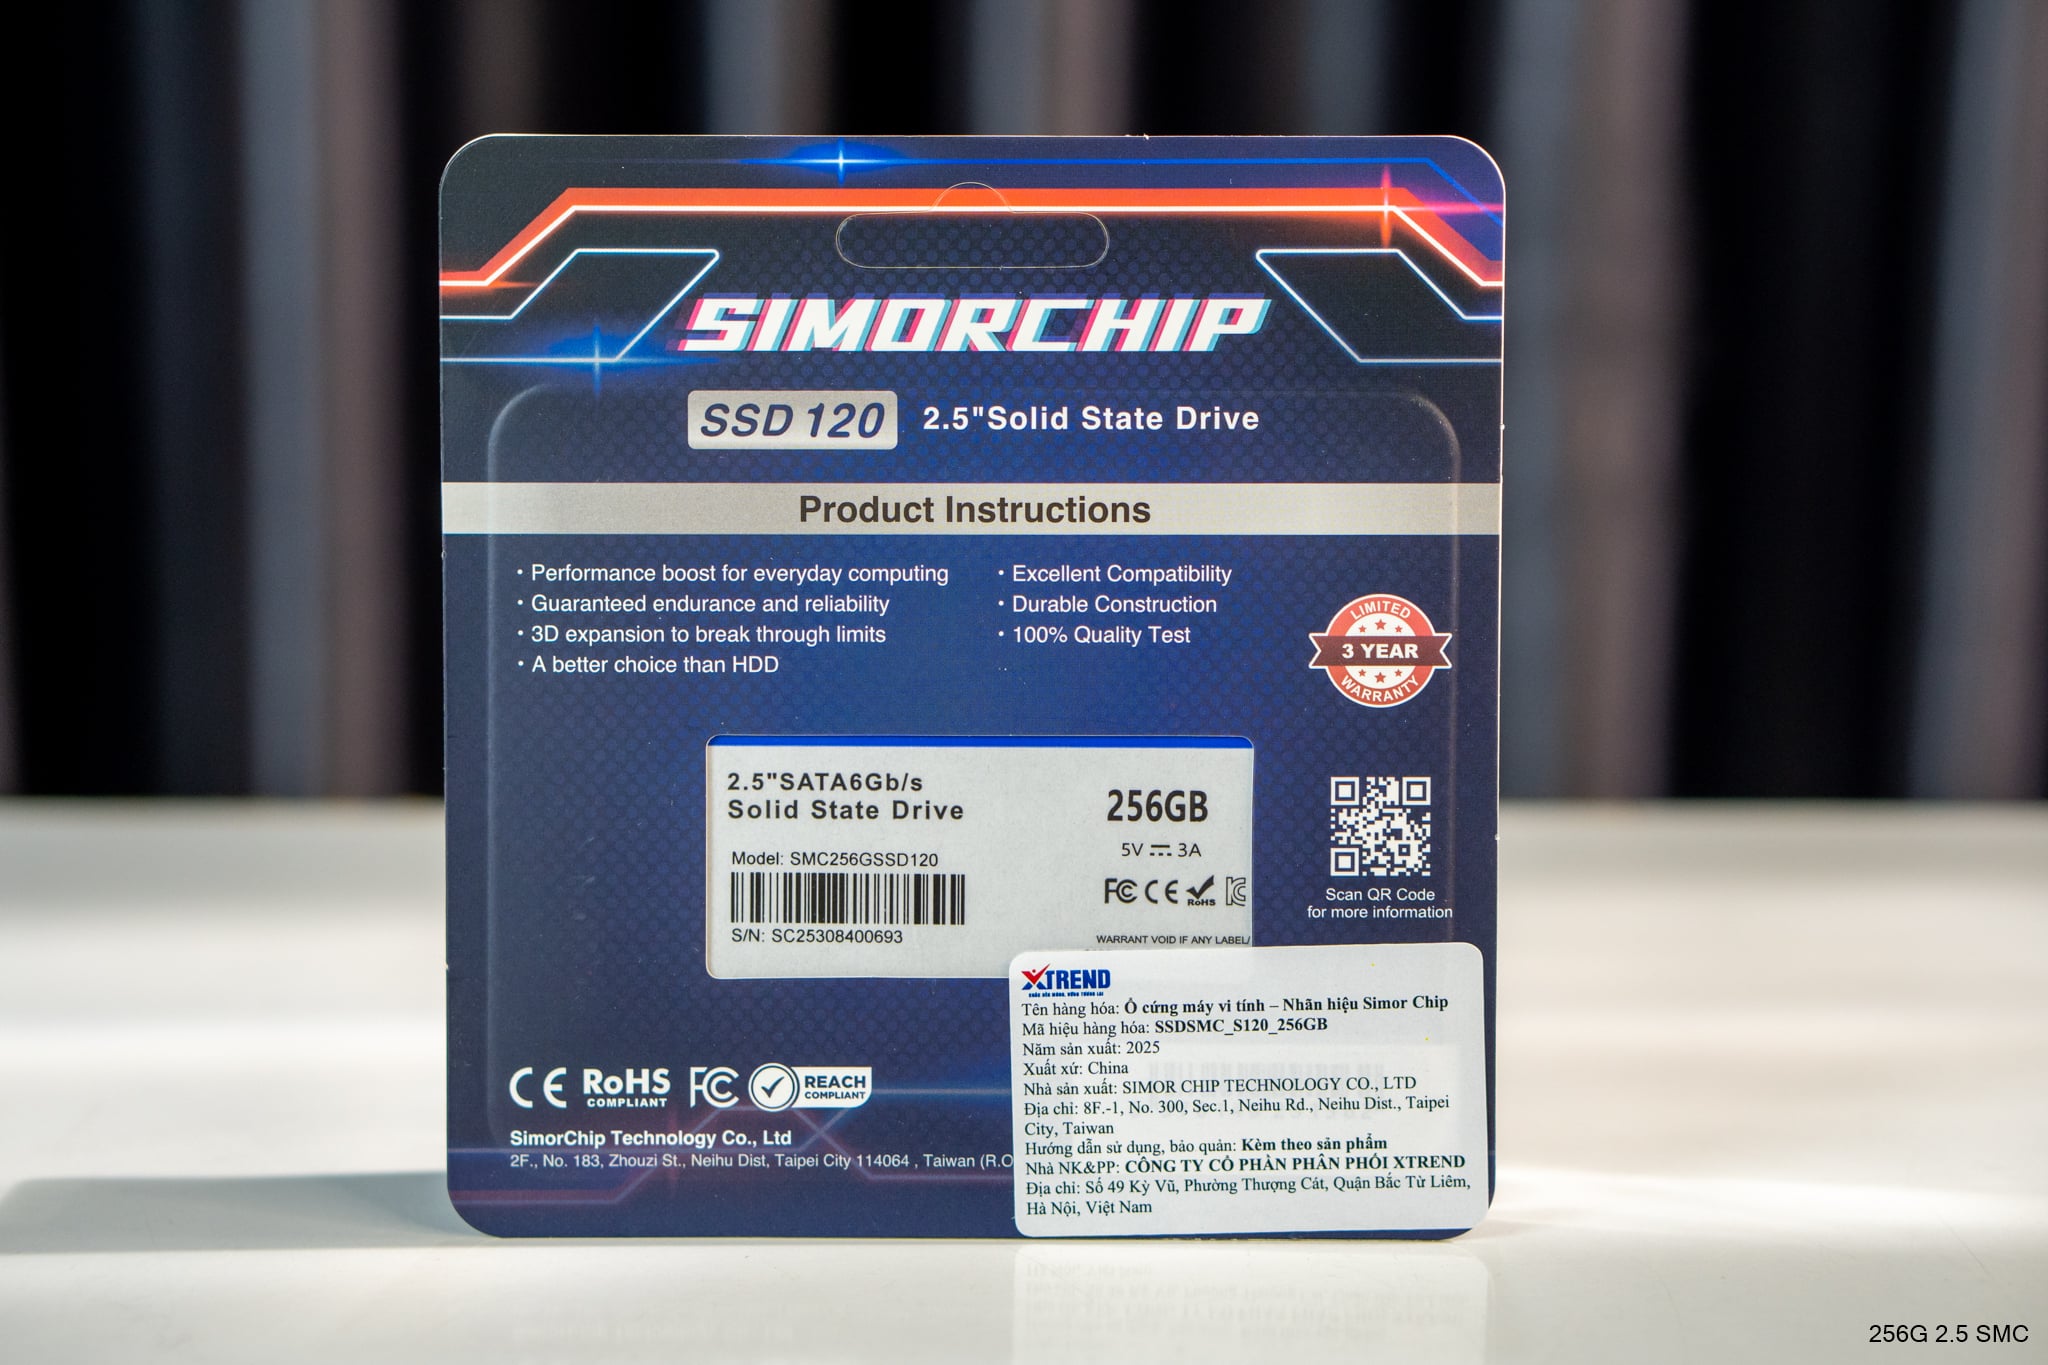 SIMORCHIP
SSD 120 2.5"Solid State Drive
Product Instructions
• Performance boost for everyday computing
• Guaranteed endurance and reliability
• 3D expansion to break through limits
• A better choice than HDD
• Excellent Compatibility
• Durable Construction
• 100% Quality Test
LIMITED
3 YEAR
WARRANTY
2.5"SATA6Gb/s
Solid State Drive
Model: SMC256GSSD120
S/N: SC25308400693
256GB
5V 3A
FC CE RoHS
WARRANT VOID IF ANY LABEL/
Scan QR Code
for more information
CE RoHS COMPLIANT FC REACH COMPLIANT
SimorChip Technology Co., Ltd
2F., No. 183, Zhouzi St., Neihu Dist, Taipei City 114064 , Taiwan (R.O
XTREND
Tên hàng hóa: Ổ cứng máy vi tính – Nhãn hiệu Simor Chip
Mã hiệu hàng hóa: SSDSMC_S120_256GB
Năm sản xuất: 2025
Xuất xứ: China
Nhà sản xuất: SIMOR CHIP TECHNOLOGY CO., LTD
Địa chỉ: 8F.-1, No. 300, Sec.1, Neihu Rd., Neihu Dist., Taipei
City, Taiwan
Hướng dẫn sử dụng, bảo quản: Kèm theo sản phẩm
Nhà NK&PP: CÔNG TY CỔ PHẦN PHÂN PHỐI XTREND
Địa chỉ: Số 49 Kỳ Vũ, Phường Thượng Cát, Quận Bắc Từ Liêm,
Hà Nội, Việt Nam
256G 2.5 SMC